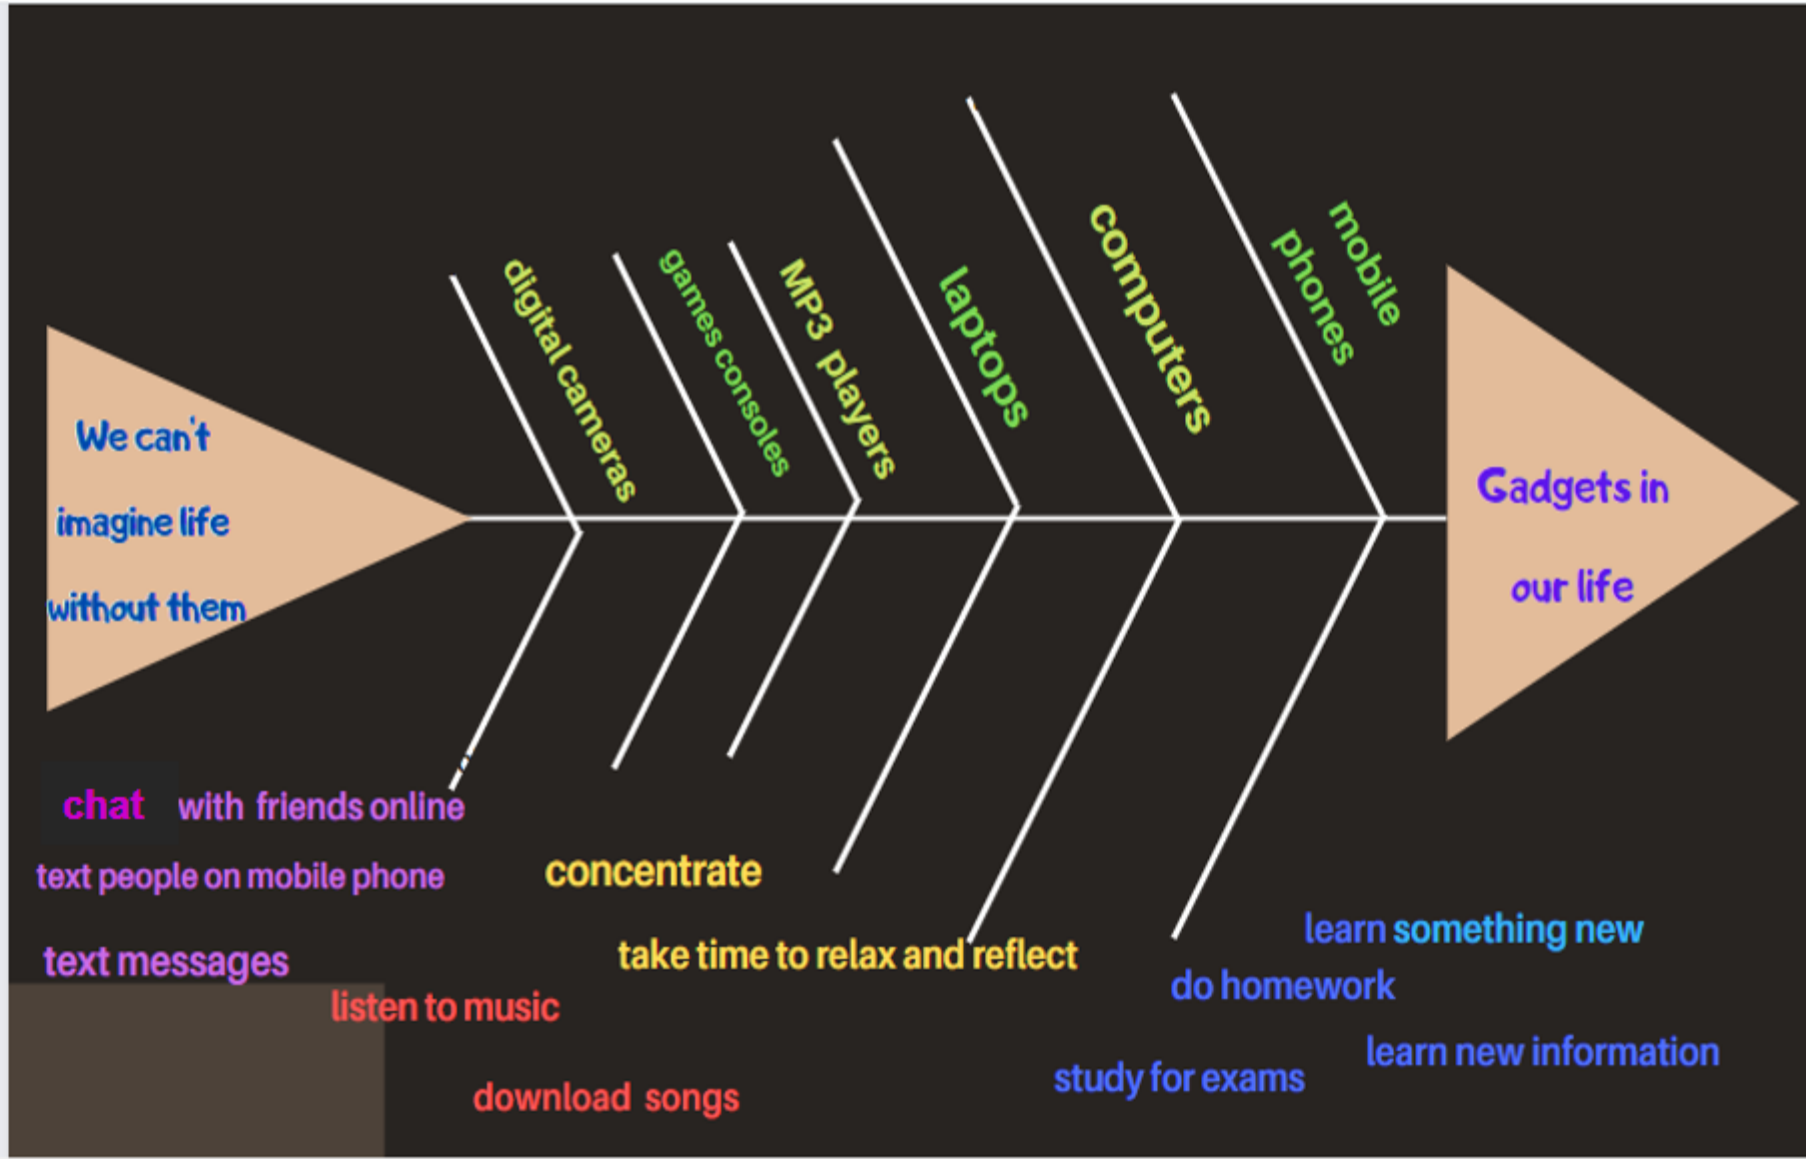 digital cameras
games consoles
MP3 players
laptops
computers
mobile
phones
We can't
imagine life
without them
Gadgets in
our life
chat with friends online
text people on mobile phone
text messages
listen to music
download songs
concentrate
take time to relax and reflect
learn something new
do homework
learn new information
study for exams